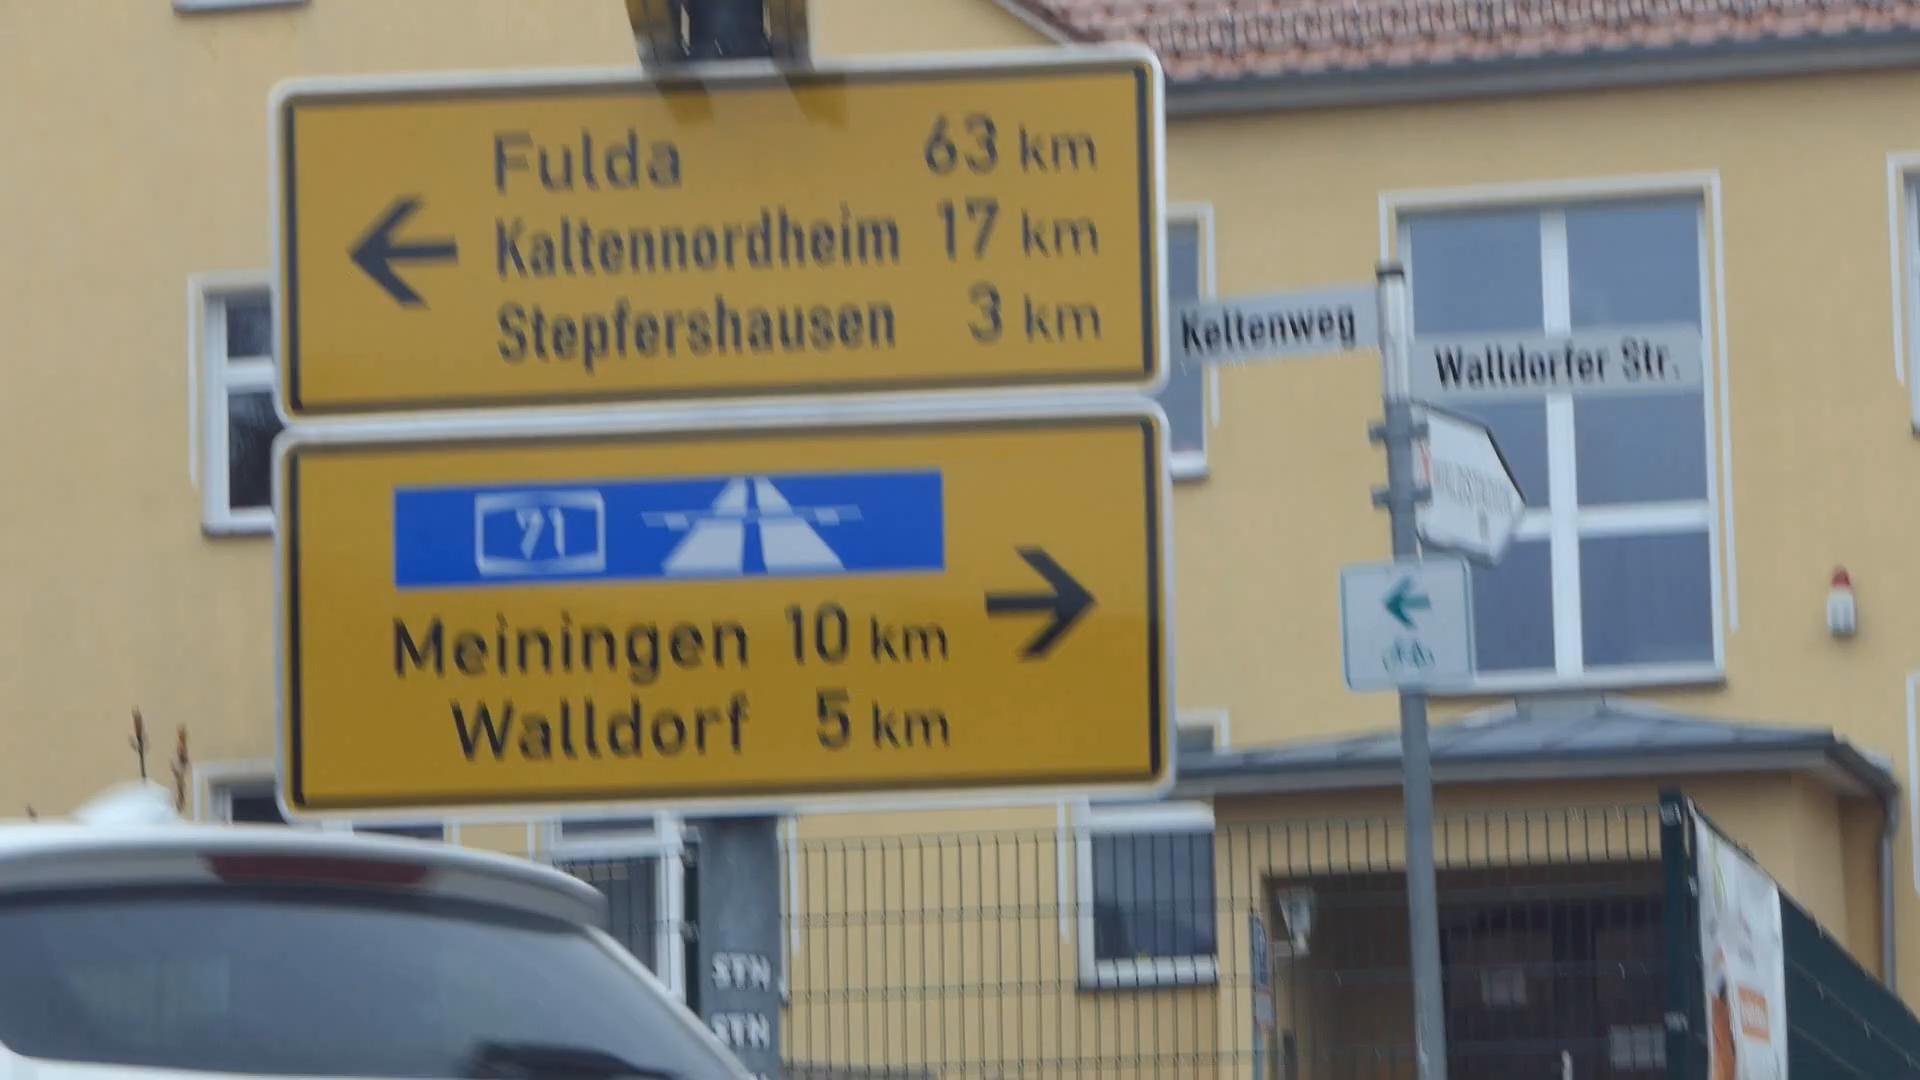 Fulda 63 km
Kaltennordheim 17 km
Stepfershausen 3 km
71
Meiningen 10 km
Walldorf 5 km
Keltenweg
Walldorfer Str.
STN
STN